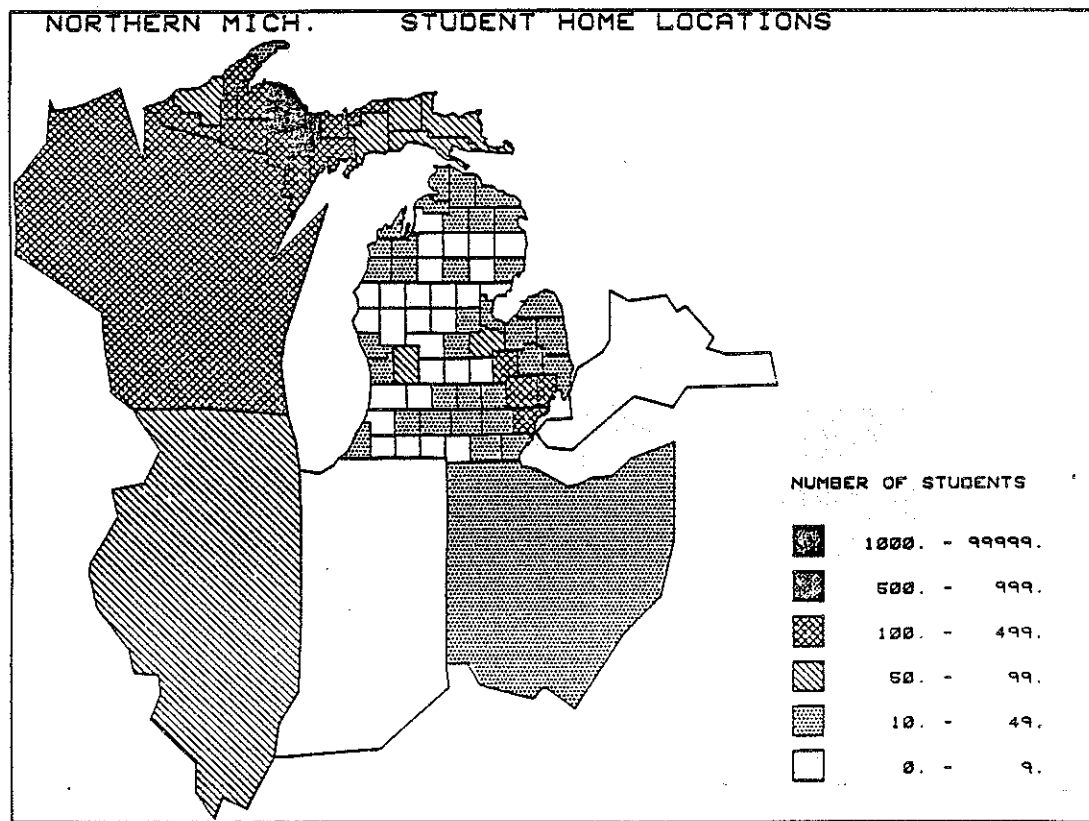 NORTHERN MICH. STUDENT HOME LOCATIONS
NUMBER OF STUDENTS
1000. - 99999.
500. - 999.
100. - 499.
50. - 99.
10. - 49.
0. - 9.